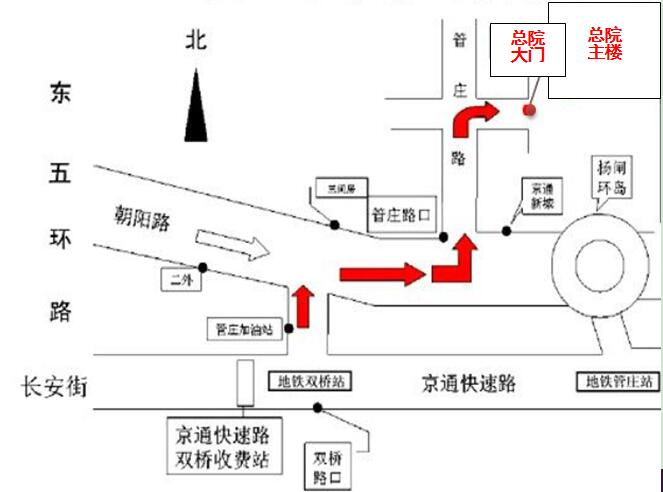 北
总院
大门
总院
主楼
管庄路
东五环路
朝阳路
三间房
管庄路口
京通
新城
杨闸
环岛
二外
管庄加油站
长安街
地铁双桥站
京通快速路
地铁管庄站
京通快速路
双桥收费站
双桥
路口